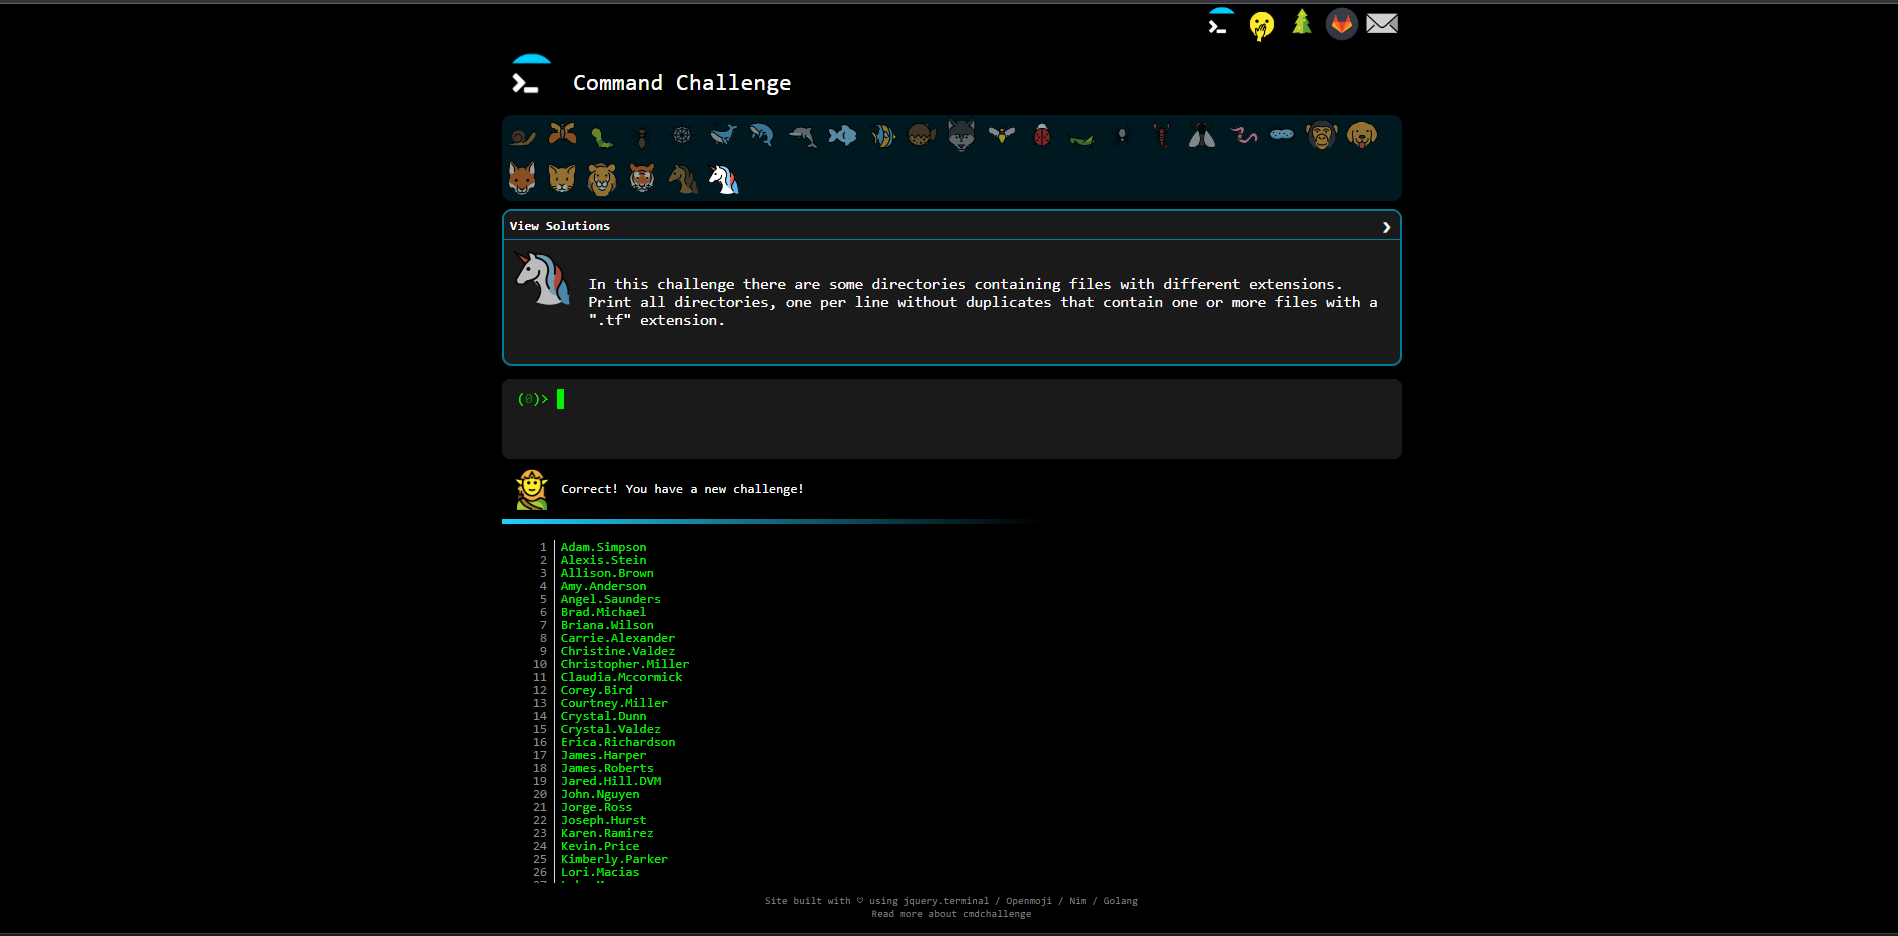 Command Challenge
View Solutions
In this challenge there are some directories containing files with different extensions.
Print all directories, one per line without duplicates that contain one or more files with a
".tf" extension.
(0)>
Correct! You have a new challenge!
1 Adam.Simpson
2 Alexis.Stein
3 Allison.Brown
4 Amy.Anderson
5 Angel.Saunders
6 Brad.Michael
7 Briana.Wilson
8 Carrie.Alexander
9 Christine.Valdez
10 Christopher.Miller
11 Claudia.Mccormick
12 Corey.Bird
13 Courtney.Miller
14 Crystal.Dunn
15 Crystal.Valdez
16 Erica.Richardson
17 James.Harper
18 James.Roberts
19 Jared.Hill.DVM
20 John.Nguyen
21 Jorge.Ross
22 Joseph.Hurst
23 Karen.Ramirez
24 Kevin.Price
25 Kimberly.Parker
26 Lori.Macias
Site built with ♡ using jquery.terminal / Openmoji / Nim / Golang
Read more about cmdchallenge